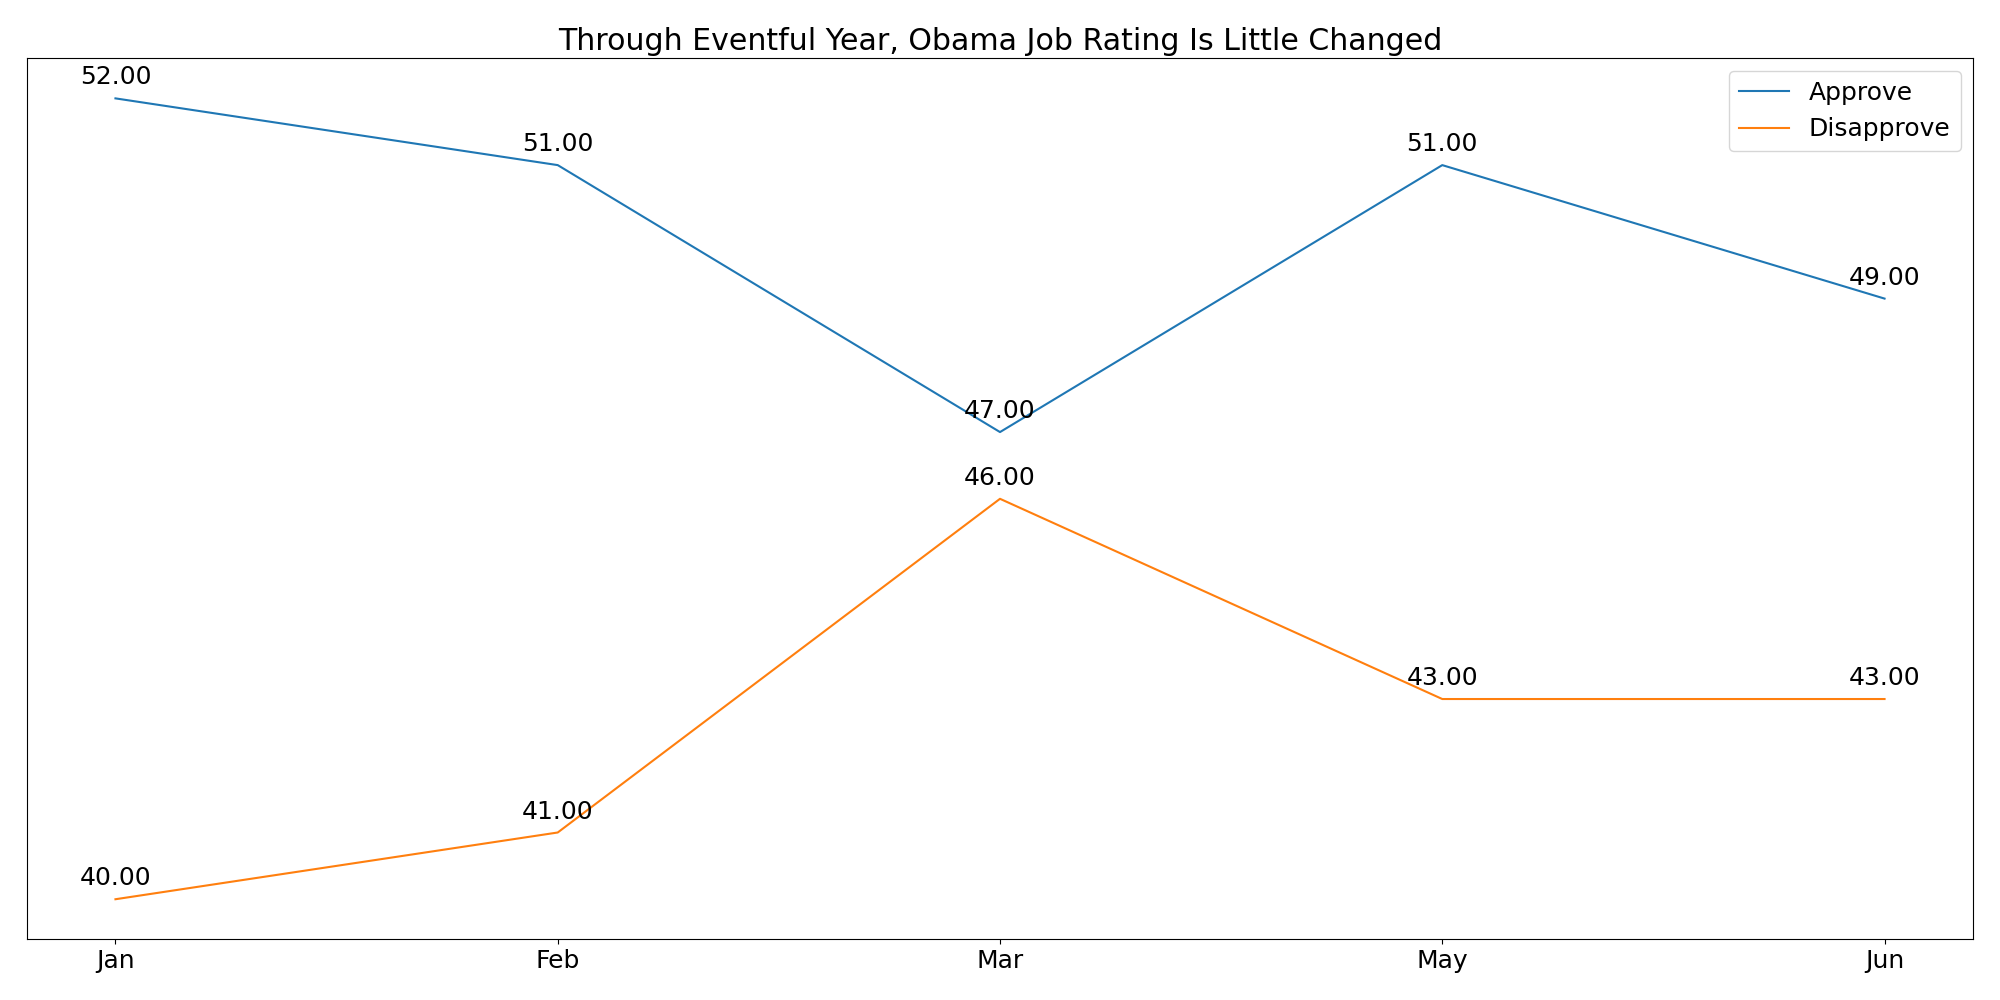 Through Eventful Year, Obama Job Rating Is Little Changed
Approve
Disapprove
52.00
51.00
47.00
51.00
49.00
40.00
41.00
46.00
43.00
43.00
Jan
Feb
Mar
May
Jun